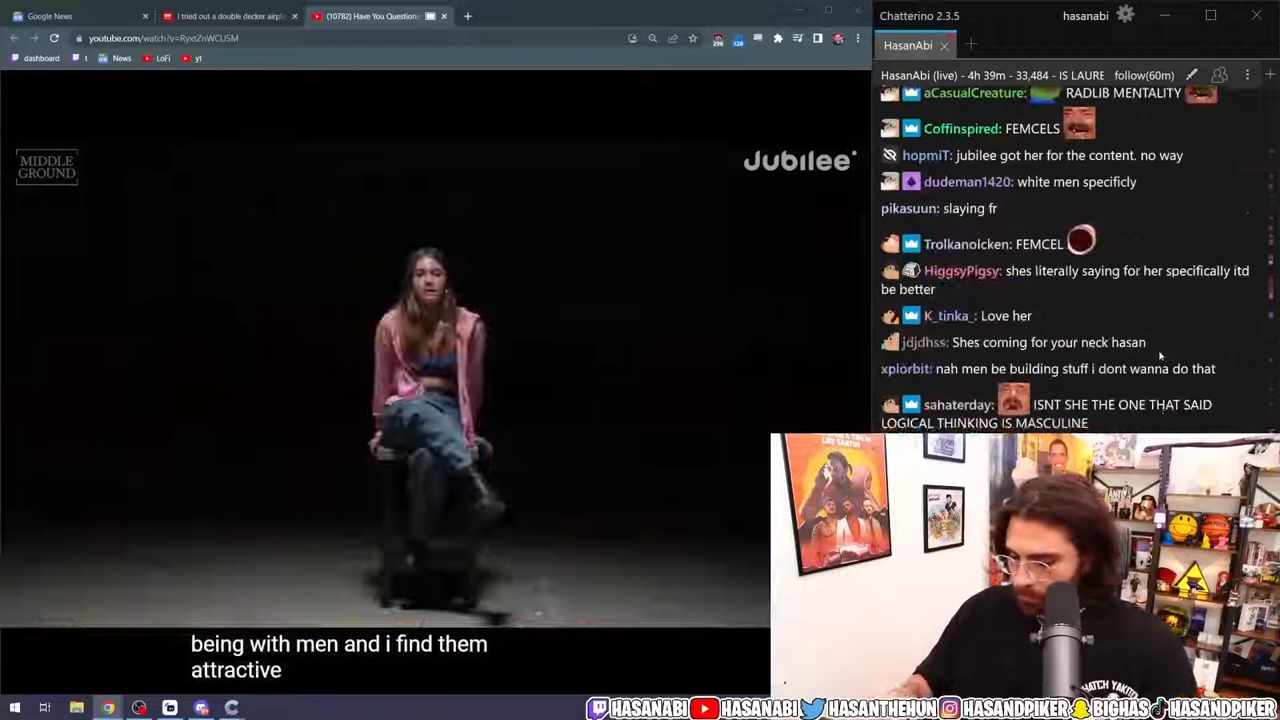 Google News
I tried out a double decker airpl
(10782) Have You Question
youtube.com/watch?v=RyxtZnWCUSM
dashboard
t
News
LoFi
yt
MIDDLE
GROUND
Jubilee
being with men and i find them
attractive
Chatterino 2.3.5
hasanabi
HasanAbi
HasanAbi (live) - 4h 39m - 33,484 - IS LAURE
follow(60m)
aCasualCreature: RADLIB MENTALITY
Coffinspired: FEMCELS
hopmiT: jubilee got her for the content. no way
dudeman1420: white men specificly
pikasuun: slaying fr
Trolkanolcken: FEMCEL
HiggsyPigsy: shes literally saying for her specifically itd
be better
K_tinka_: Love her
jdjdhss: Shes coming for your neck hasan
xplorbit: nah men be building stuff i dont wanna do that
sahaterday: ISNT SHE THE ONE THAT SAID
LOGICAL THINKING IS MASCULINE
LOS SANTOS
HASANABI
HASANABI
HASANTHEHUN
HASANDPIKER
BIGHAS
HASANDPIKER